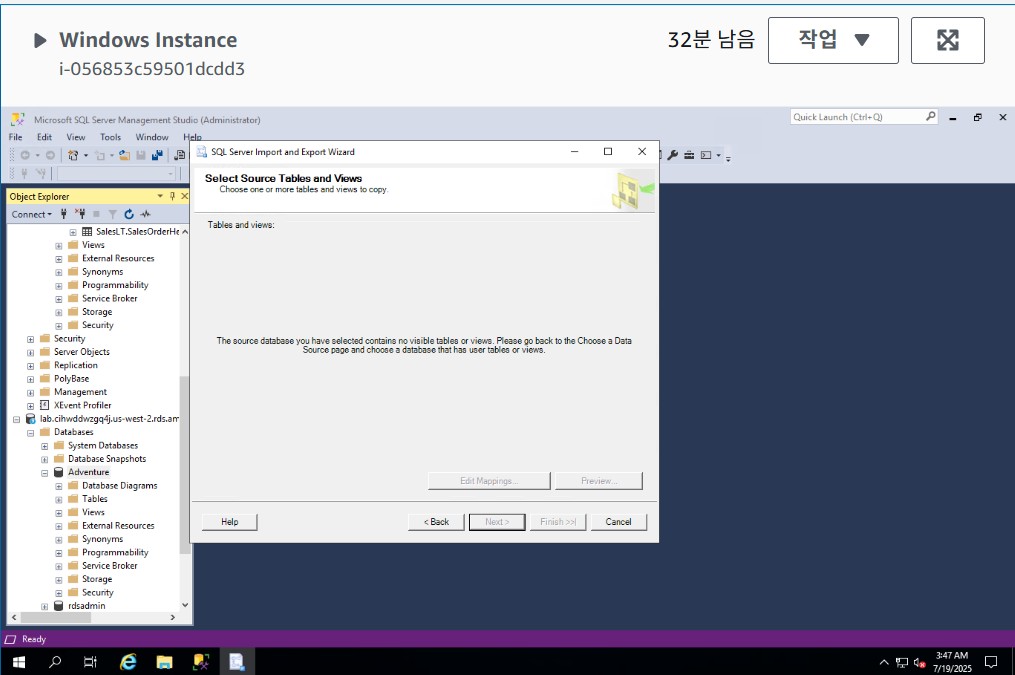 Windows Instance
i-056853c59501dcdd3
32분 남음
작업
Microsoft SQL Server Management Studio (Administrator)
Quick Launch (Ctrl+Q)
File Edit View Tools Window Help
Object Explorer
Connect
SalesLT.SalesOrderHe
Views
External Resources
Synonyms
Programmability
Service Broker
Storage
Security
Security
Server Objects
Replication
PolyBase
Management
XEvent Profiler
lab.cihwddwzgq4j.us-west-2.rds.am
Databases
System Databases
Database Snapshots
Adventure
Database Diagrams
Tables
Views
External Resources
Synonyms
Programmability
Service Broker
Storage
Security
rdsadmin
SQL Server Import and Export Wizard
Select Source Tables and Views
Choose one or more tables and views to copy.
Tables and views:
The source database you have selected contains no visible tables or views. Please go back to the Choose a Data
Source page and choose a database that has user tables or views.
Edit Mappings... Preview...
Help < Back Next > Finish >>| Cancel
Ready
3:47 AM
7/19/2025